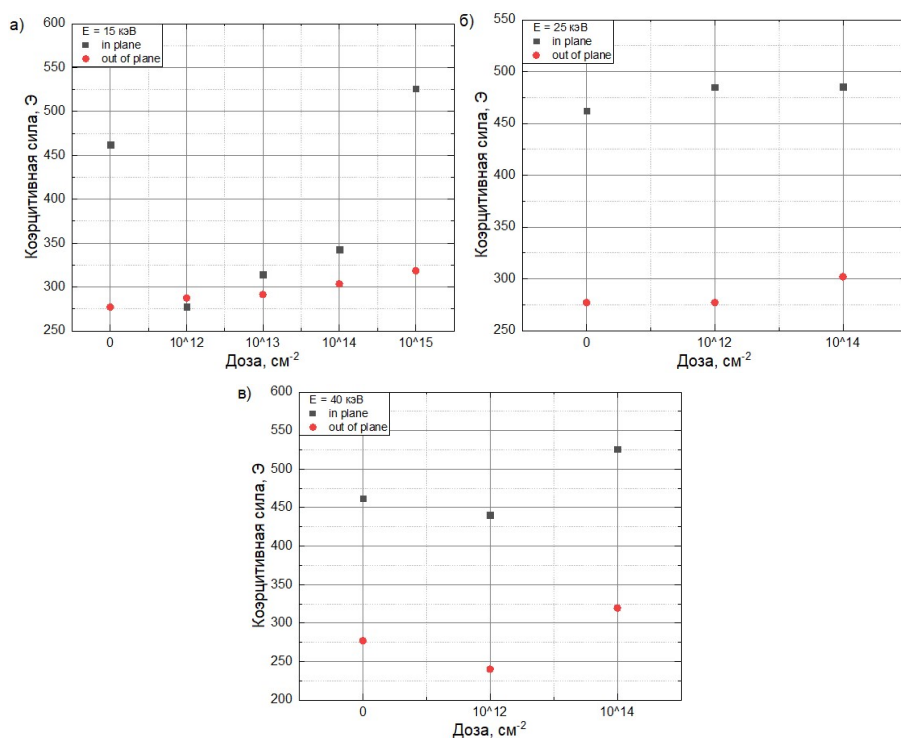 а)
E = 15 кэВ
in plane
out of plane
Коэрцитивная сила, Э
600
550
500
450
400
350
300
250
0 10^12 10^13 10^14 10^15
Доза, см⁻²
б)
E = 25 кэВ
in plane
out of plane
Коэрцитивная сила, Э
550
500
450
400
350
300
250
0 10^12 10^14
Доза, см⁻²
в)
E = 40 кэВ
in plane
out of plane
Коэрцитивная сила, Э
600
550
500
450
400
350
300
250
200
0 10^12 10^14
Доза, см⁻²